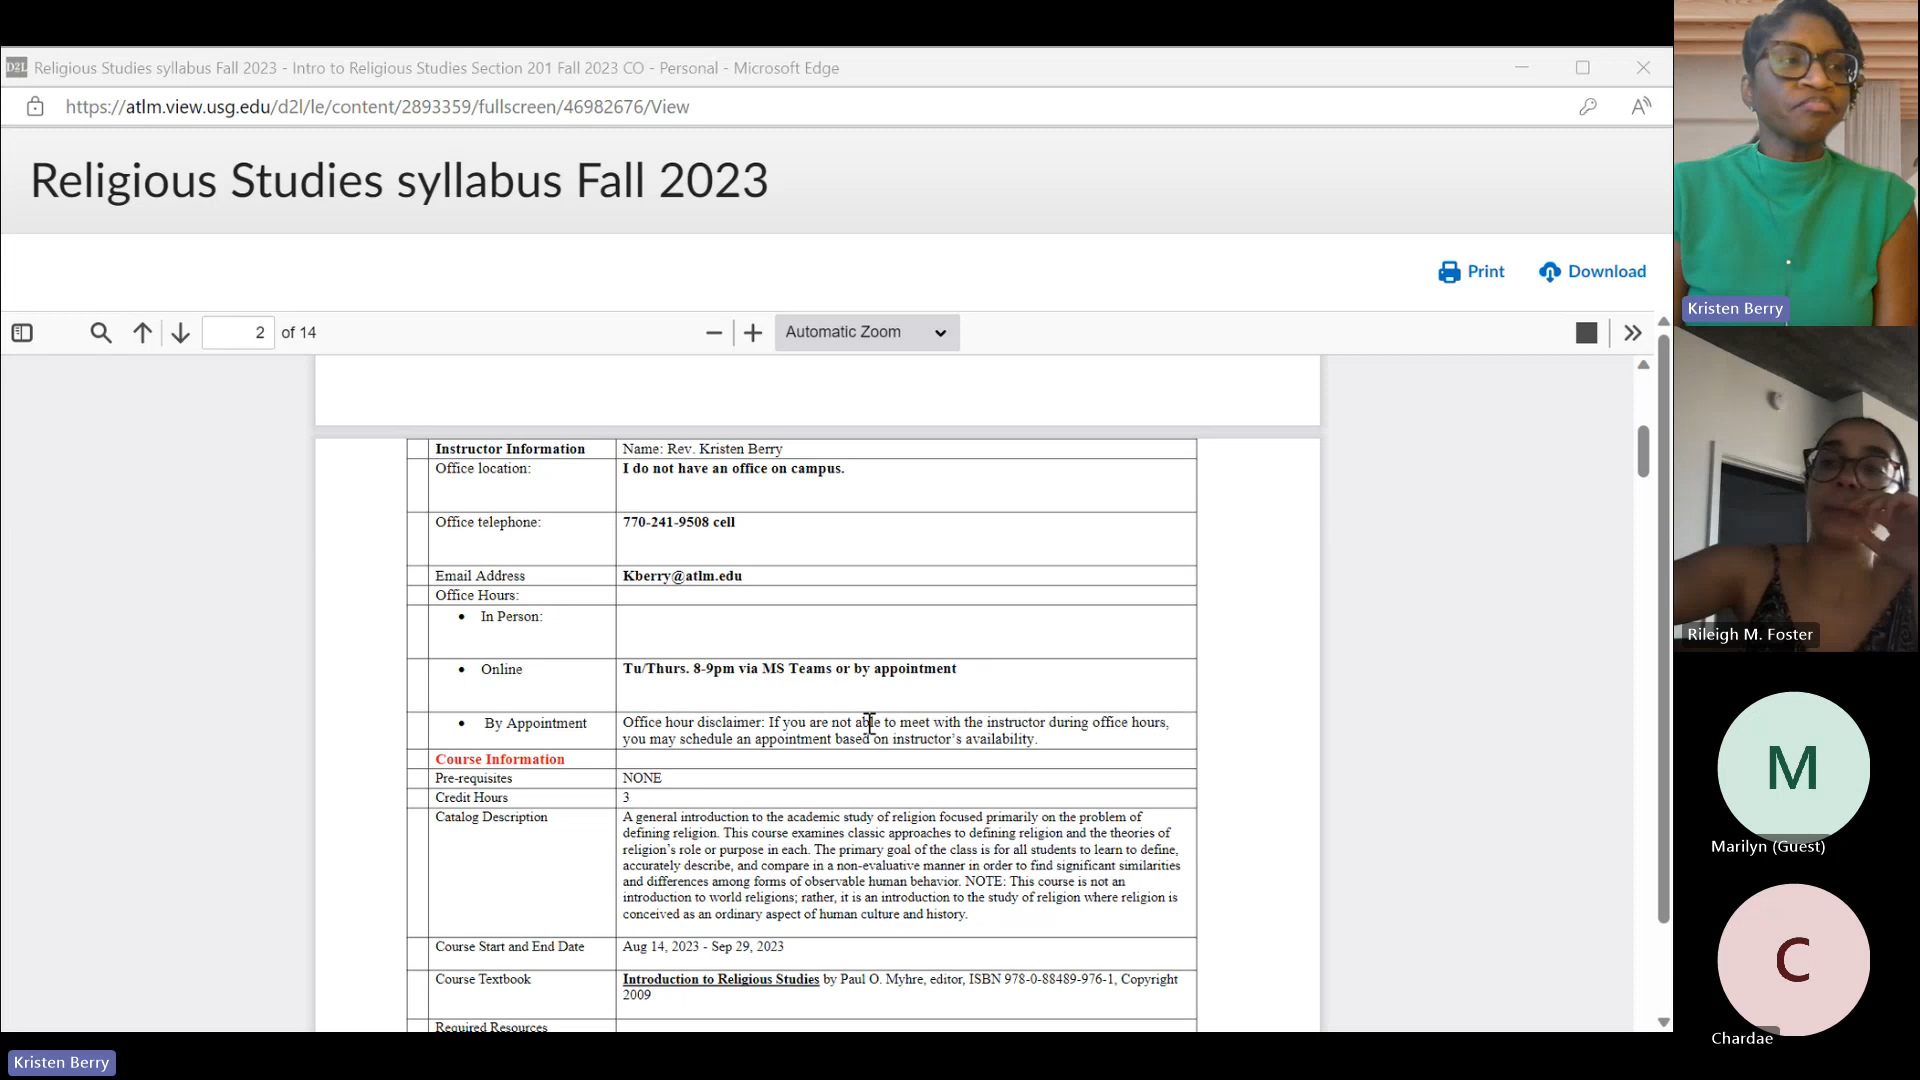 D2L Religious Studies syllabus Fall 2023 - Intro to Religious Studies Section 201 Fall 2023 CO - Personal - Microsoft Edge
https://atlm.view.usg.edu/d2l/le/content/2893359/fullscreen/46982676/View
Religious Studies syllabus Fall 2023
Print Download
2 of 14 Automatic Zoom
Instructor Information Name: Rev. Kristen Berry
Office location: I do not have an office on campus.
Office telephone: 770-241-9508 cell
Email Address Kberry@atlm.edu
Office Hours:
• In Person:
• Online Tu/Thurs. 8-9pm via MS Teams or by appointment
• By Appointment Office hour disclaimer: If you are not able to meet with the instructor during office hours,
you may schedule an appointment based on instructor's availability.
Course Information
Pre-requisites NONE
Credit Hours 3
Catalog Description A general introduction to the academic study of religion focused primarily on the problem of
defining religion. This course examines classic approaches to defining religion and the theories of
religion's role or purpose in each. The primary goal of the class is for all students to learn to define,
accurately describe, and compare in a non-evaluative manner in order to find significant similarities
and differences among forms of observable human behavior. NOTE: This course is not an
introduction to world religions; rather, it is an introduction to the study of religion where religion is
conceived as an ordinary aspect of human culture and history.
Course Start and End Date Aug 14, 2023 - Sep 29, 2023
Course Textbook Introduction to Religious Studies by Paul O. Myhre, editor, ISBN 978-0-88489-976-1, Copyright
2009
Required Resources
Kristen Berry
Kristen Berry
Rileigh M. Foster
M
Marilyn (Guest)
C
Chardae